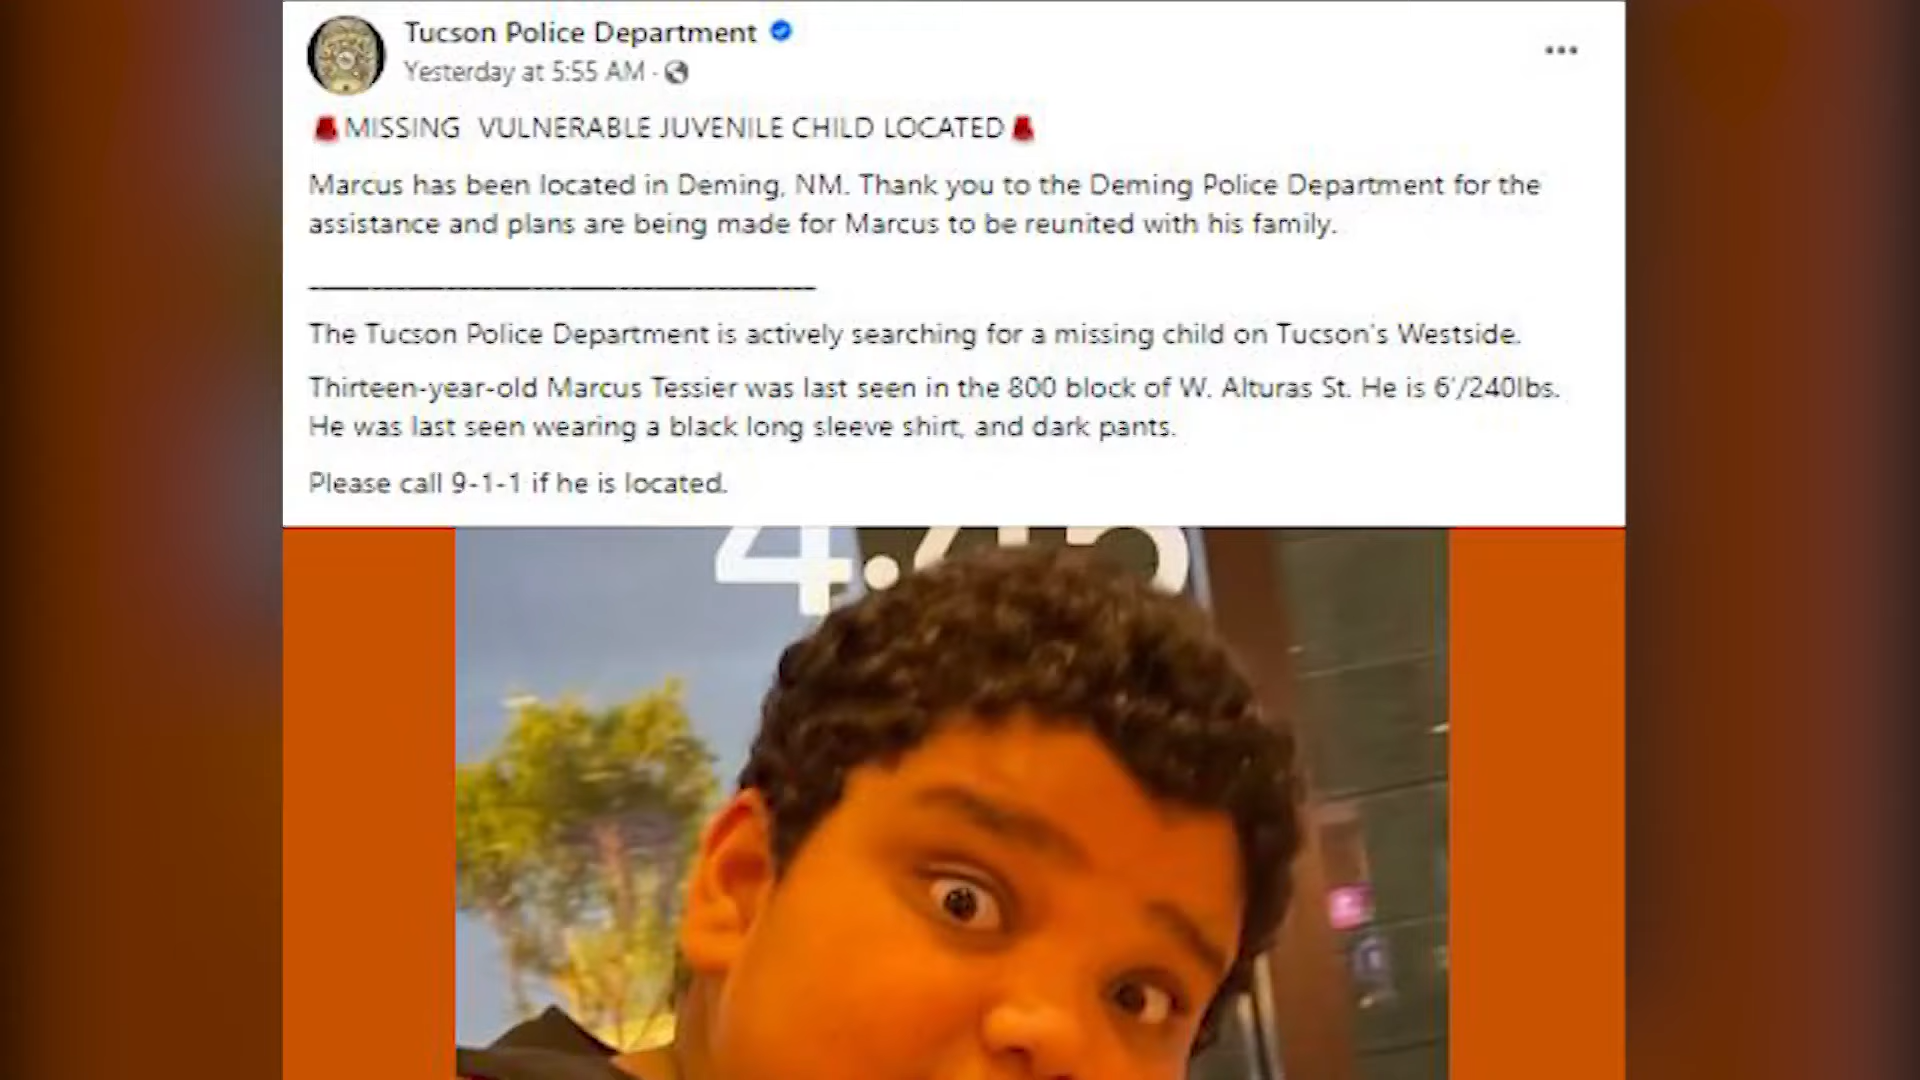 Tucson Police Department
Yesterday at 5:55 AM ·
MISSING VULNERABLE JUVENILE CHILD LOCATED
Marcus has been located in Deming, NM. Thank you to the Deming Police Department for the
assistance and plans are being made for Marcus to be reunited with his family.
The Tucson Police Department is actively searching for a missing child on Tucson's Westside.
Thirteen-year-old Marcus Tessier was last seen in the 800 block of W. Alturas St. He is 6'/240lbs.
He was last seen wearing a black long sleeve shirt, and dark pants.
Please call 9-1-1 if he is located.